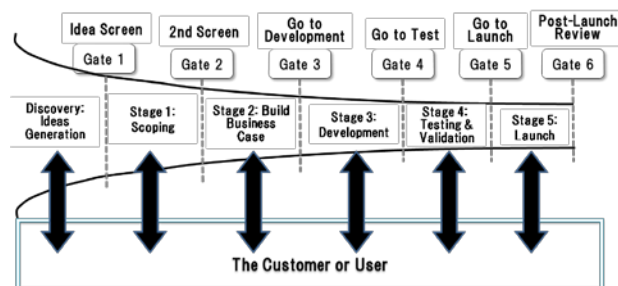 Idea Screen
Gate 1
2nd Screen
Gate 2
Go to
Development
Gate 3
Go to Test
Gate 4
Go to
Launch
Gate 5
Post-Launch
Review
Gate 6
Discovery:
Ideas
Generation
Stage 1:
Scoping
Stage 2: Build
Business
Case
Stage 3:
Development
Stage 4:
Testing &
Validation
Stage 5:
Launch
The Customer or User